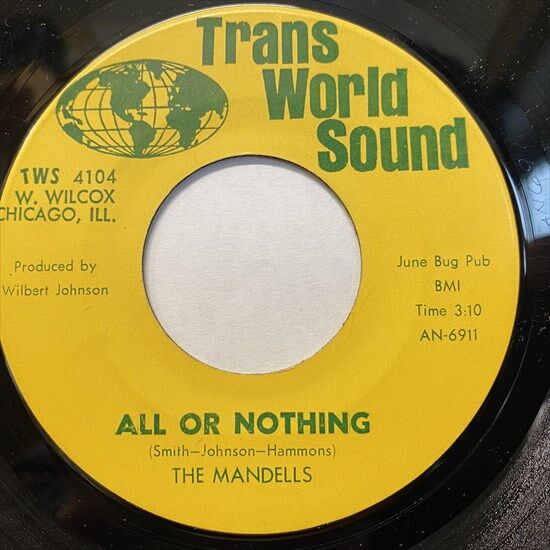 Trans
World
Sound
TWS 4104
W. WILCOX
CHICAGO, ILL.
Produced by
Wilbert Johnson
June Bug Pub
BMI
Time 3:10
AN-6911
ALL OR NOTHING
(Smith—Johnson—Hammons)
THE MANDELLS